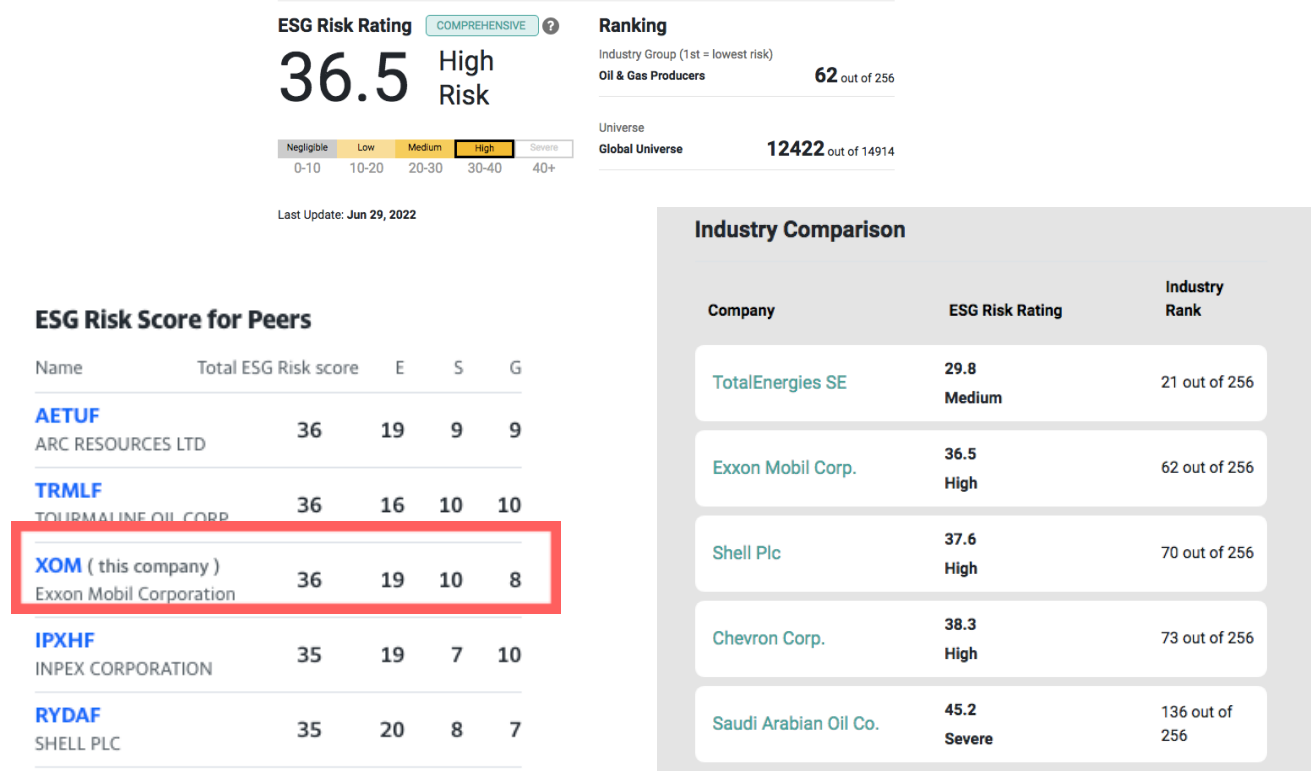 ESG Risk Rating COMPREHENSIVE ?
36.5 High
Risk
Negligible Low Medium High Severe
0-10 10-20 20-30 30-40 40+
Last Update: Jun 29, 2022
Ranking
Industry Group (1st = lowest risk)
Oil & Gas Producers 62 out of 256
Universe
Global Universe 12422 out of 14914
ESG Risk Score for Peers
Name Total ESG Risk score E S G
AETUF
ARC RESOURCES LTD 36 19 9 9
TRMLF
TOURMALINE OIL CORP 36 16 10 10
XOM ( this company )
Exxon Mobil Corporation 36 19 10 8
IPXHF
INPEX CORPORATION 35 19 7 10
RYDAF
SHELL PLC 35 20 8 7
Industry Comparison
Company ESG Risk Rating Industry
Rank
TotalEnergies SE 29.8
Medium 21 out of 256
Exxon Mobil Corp. 36.5
High 62 out of 256
Shell Plc 37.6
High 70 out of 256
Chevron Corp. 38.3
High 73 out of 256
Saudi Arabian Oil Co. 45.2
Severe 136 out of
256